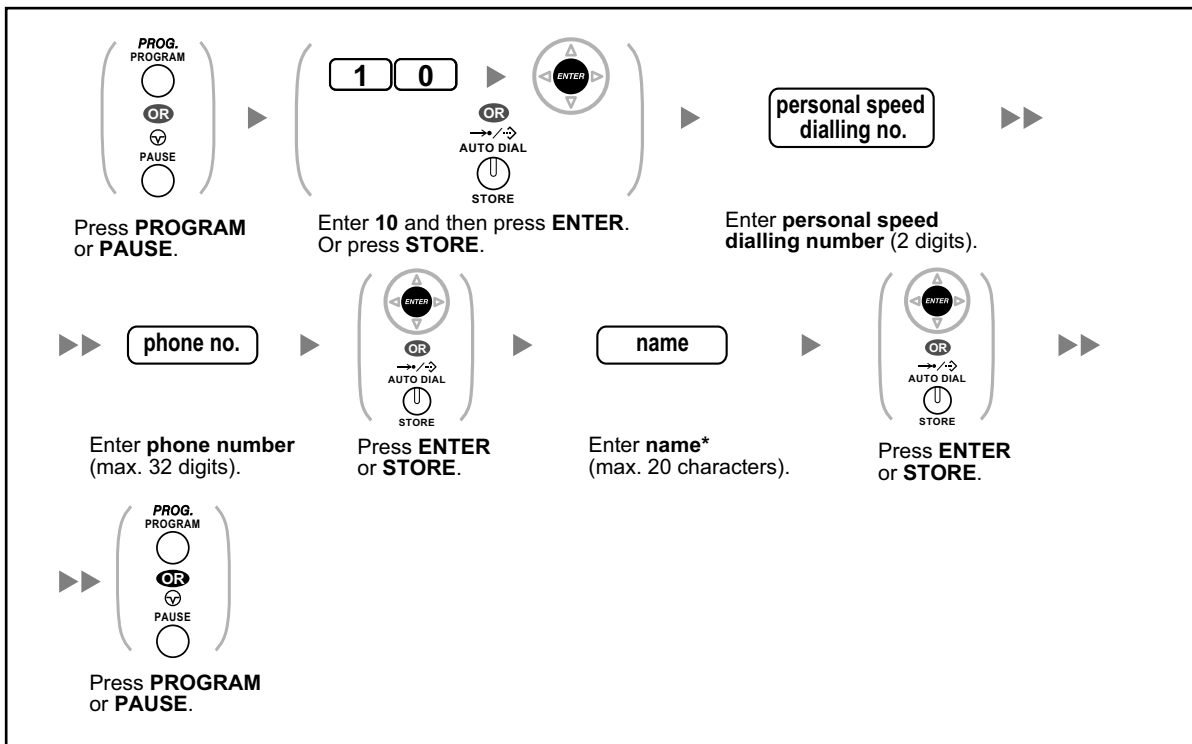 PROG.
PROGRAM
OR
PAUSE
Press PROGRAM
or PAUSE.
1 0
ENTER
OR
AUTO DIAL
STORE
Enter 10 and then press ENTER.
Or press STORE.
personal speed
dialling no.
Enter personal speed
dialling number (2 digits).
phone no.
Enter phone number
(max. 32 digits).
ENTER
OR
AUTO DIAL
STORE
Press ENTER
or STORE.
name
Enter name*
(max. 20 characters).
ENTER
OR
AUTO DIAL
STORE
Press ENTER
or STORE.
PROG.
PROGRAM
OR
PAUSE
Press PROGRAM
or PAUSE.